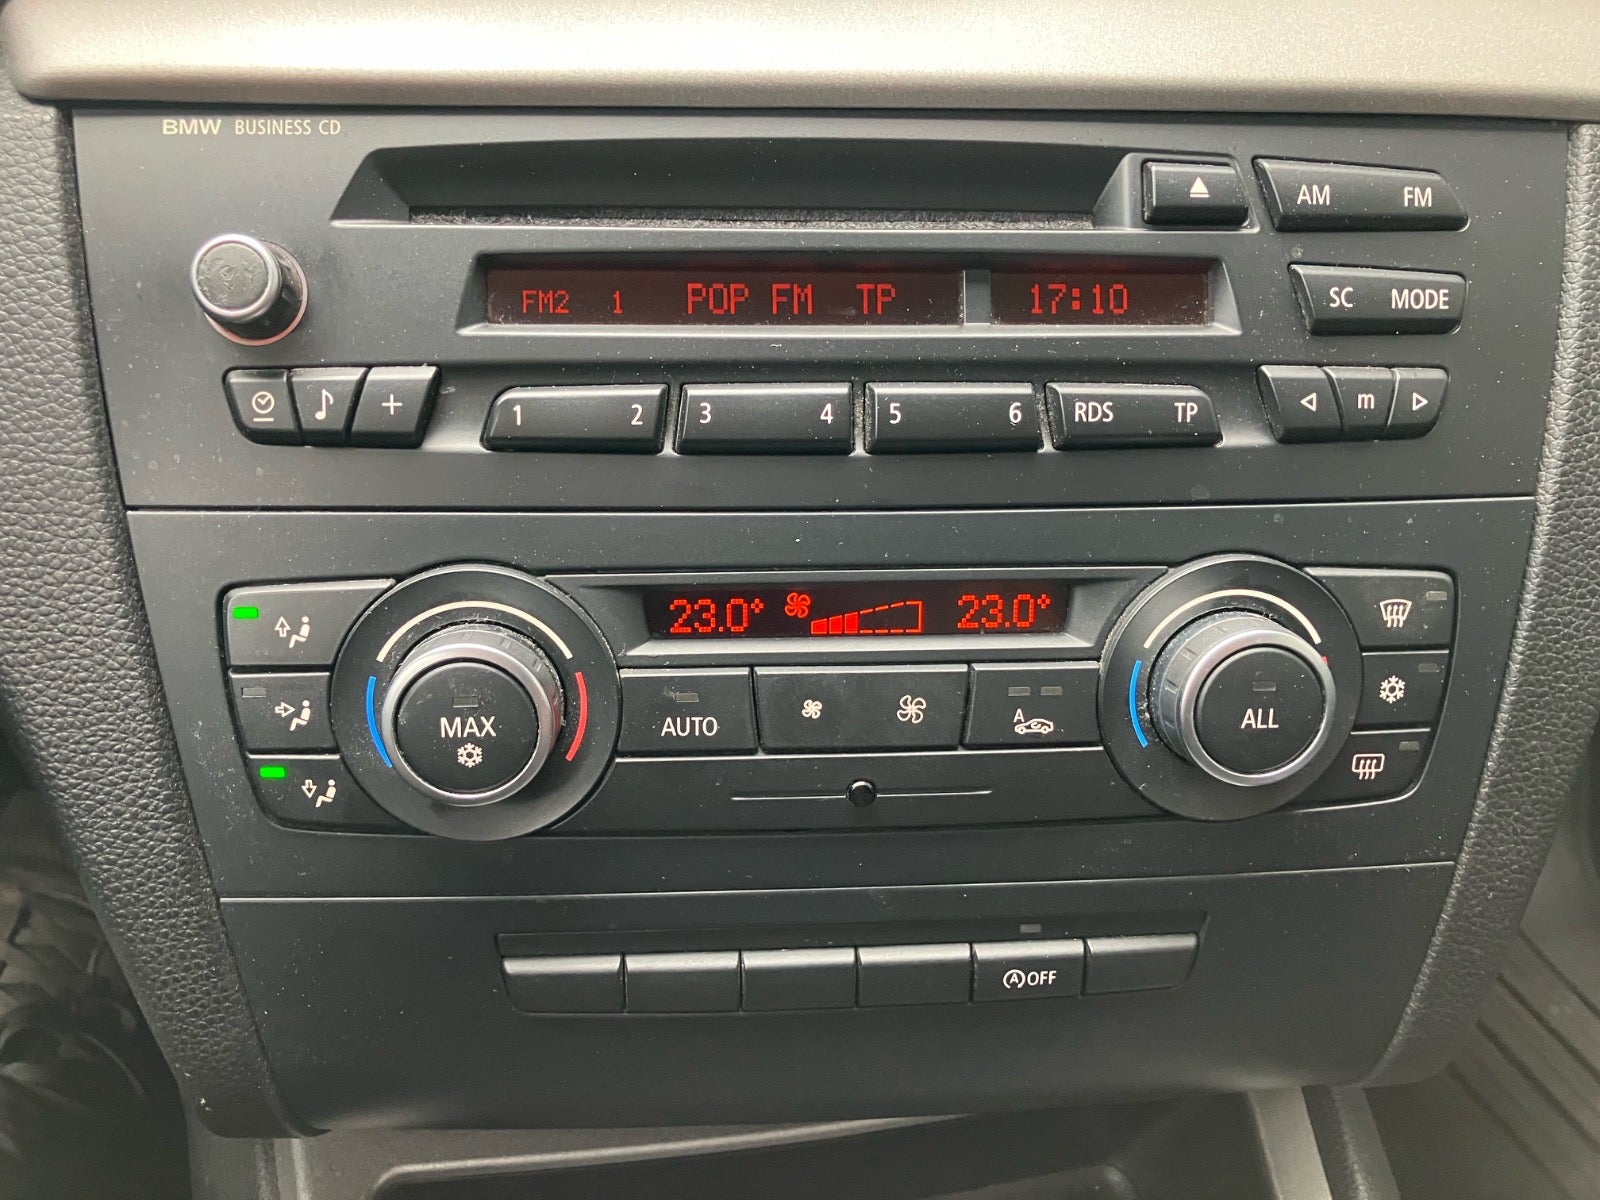 BMW BUSINESS CD
AM FM
FM2 1 POP FM TP 17:10
SC MODE
1 2 3 4 5 6 RDS TP m
23.0° 23.0°
MAX AUTO A ALL
A OFF